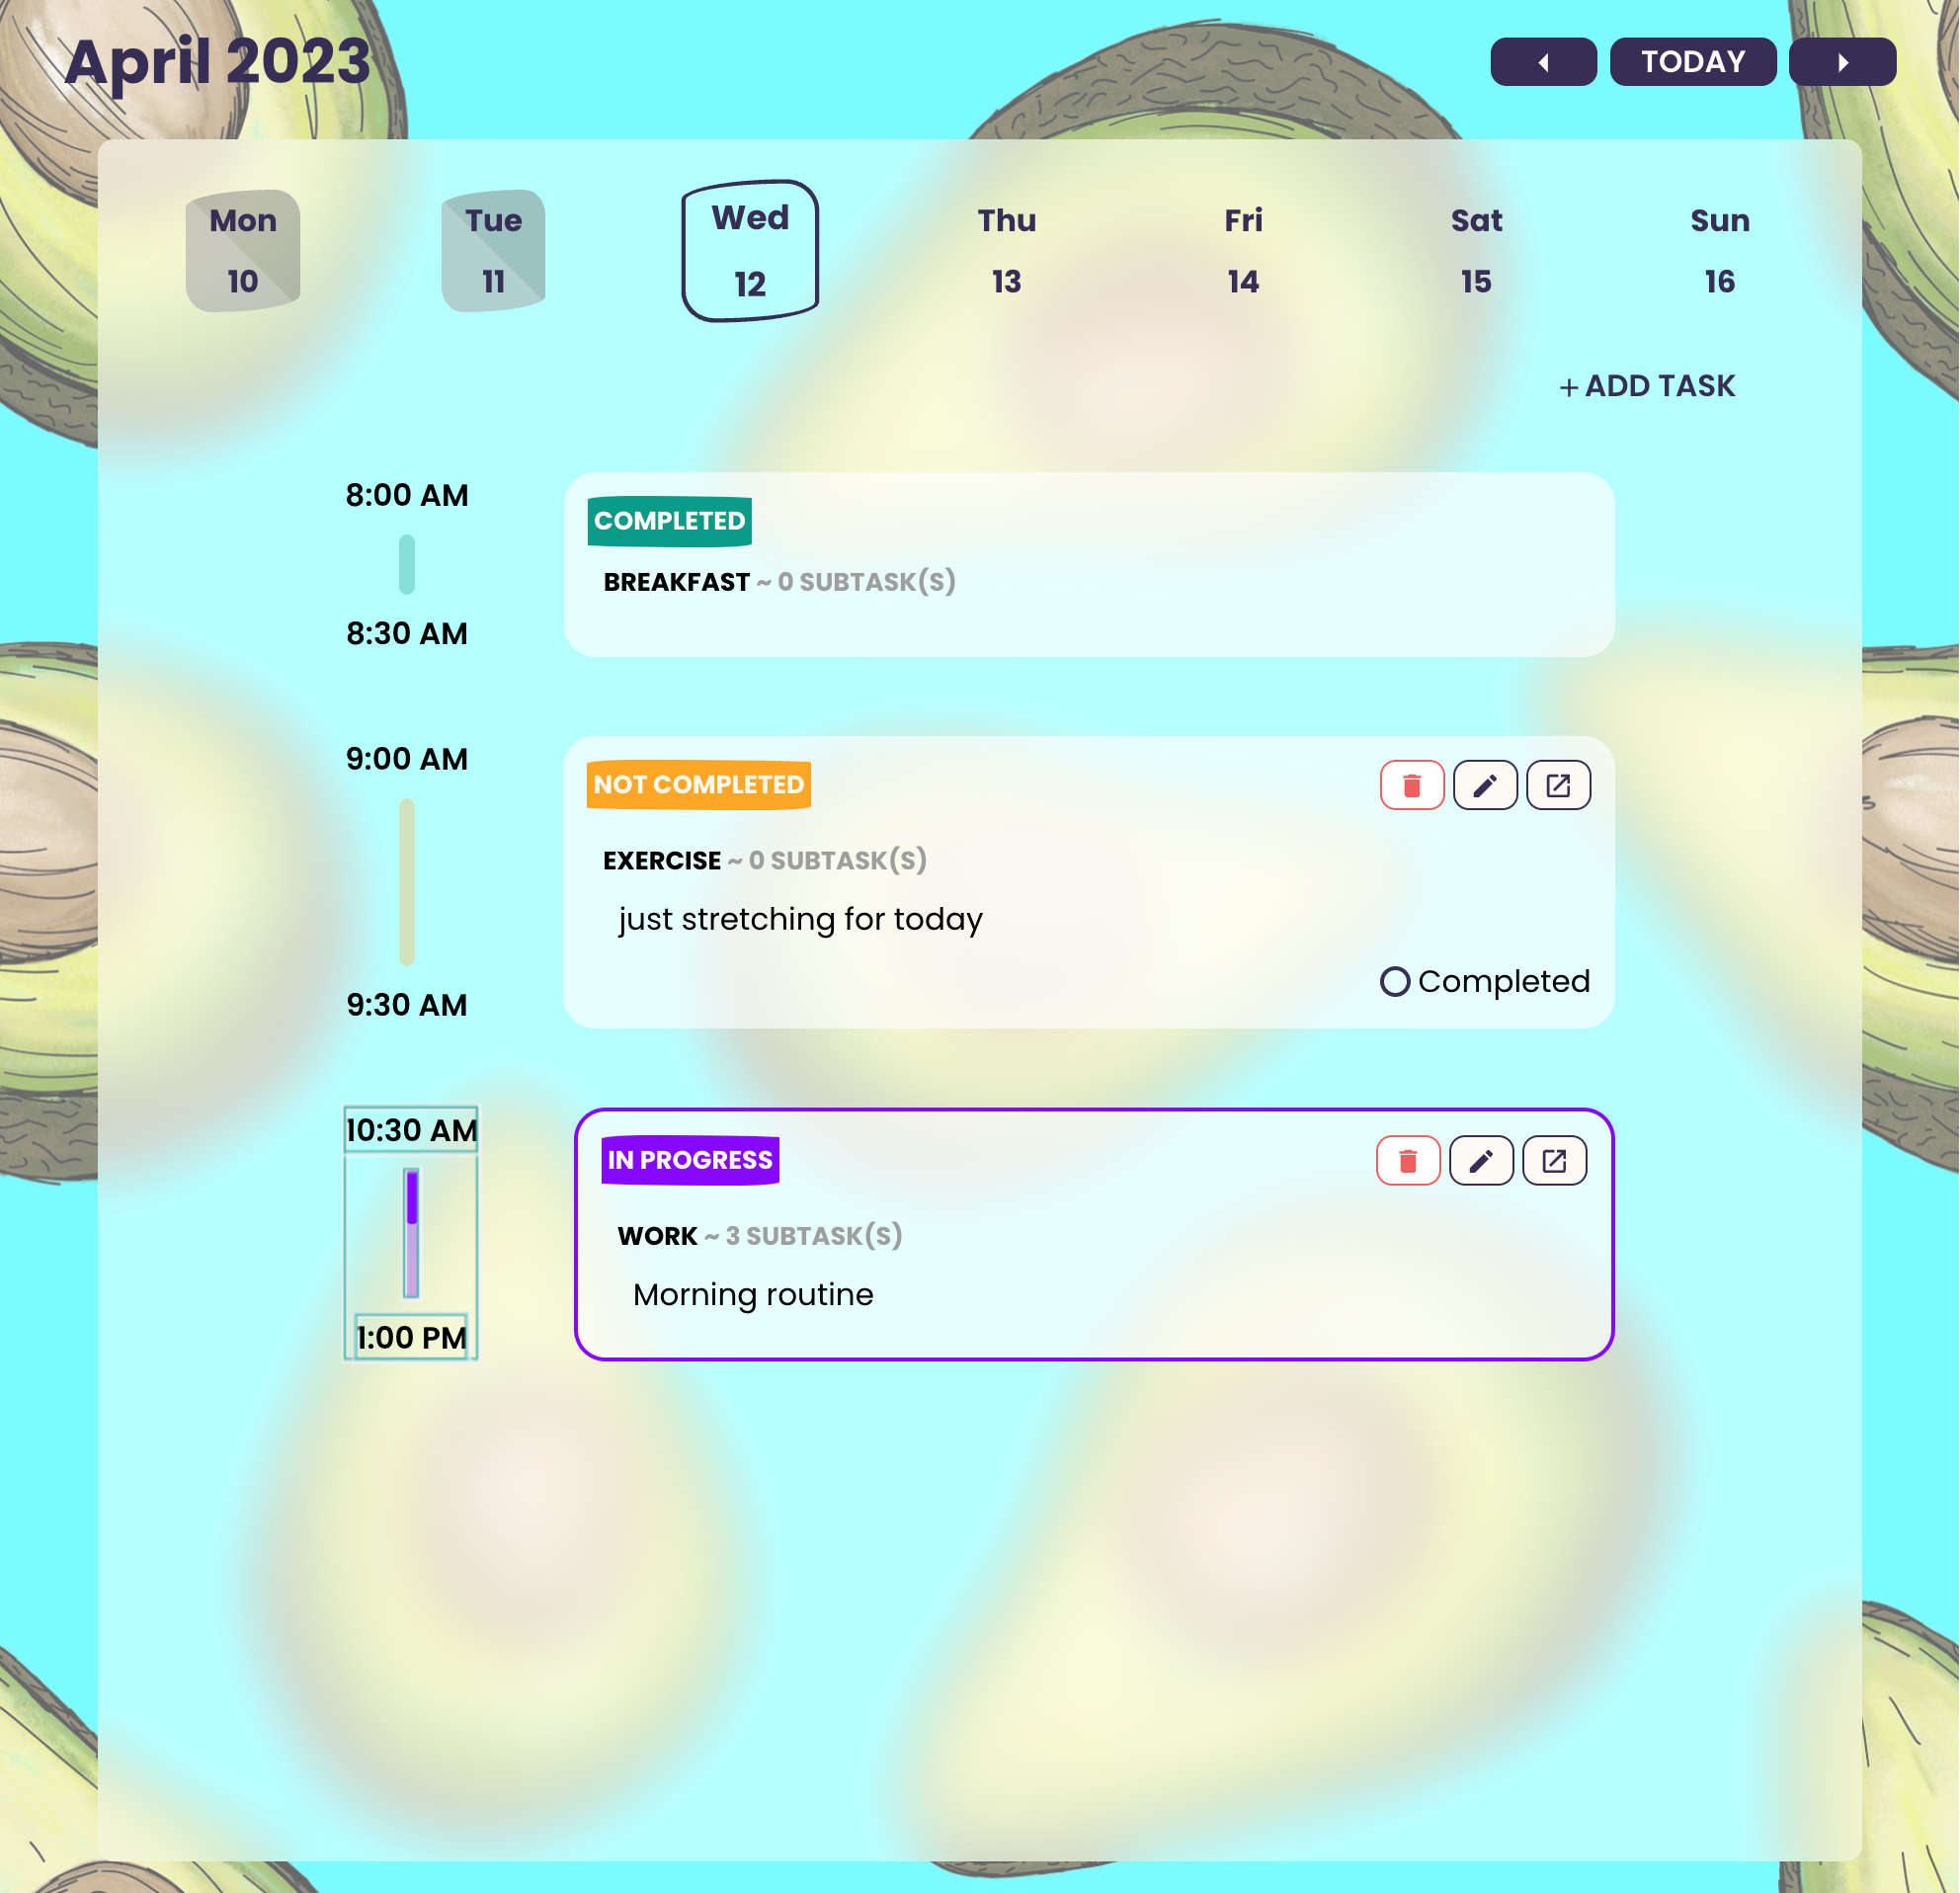 April 2023
TODAY
Mon Tue Wed Thu Fri Sat Sun
10 11 12 13 14 15 16
+ ADD TASK
8:00 AM
COMPLETED
BREAKFAST ~ 0 SUBTASK(S)
8:30 AM
9:00 AM
NOT COMPLETED
EXERCISE ~ 0 SUBTASK(S)
just stretching for today
Completed
9:30 AM
10:30 AM
IN PROGRESS
WORK ~ 3 SUBTASK(S)
Morning routine
1:00 PM